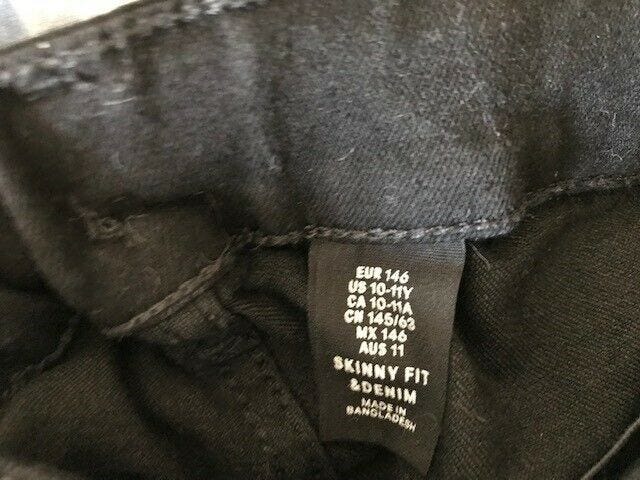 EUR 146
US 10-11Y
CA 10-11A
CN 145/63
MX 146
AUS 11
SKINNY FIT
&DENIM
MADE IN
BANGLADESH